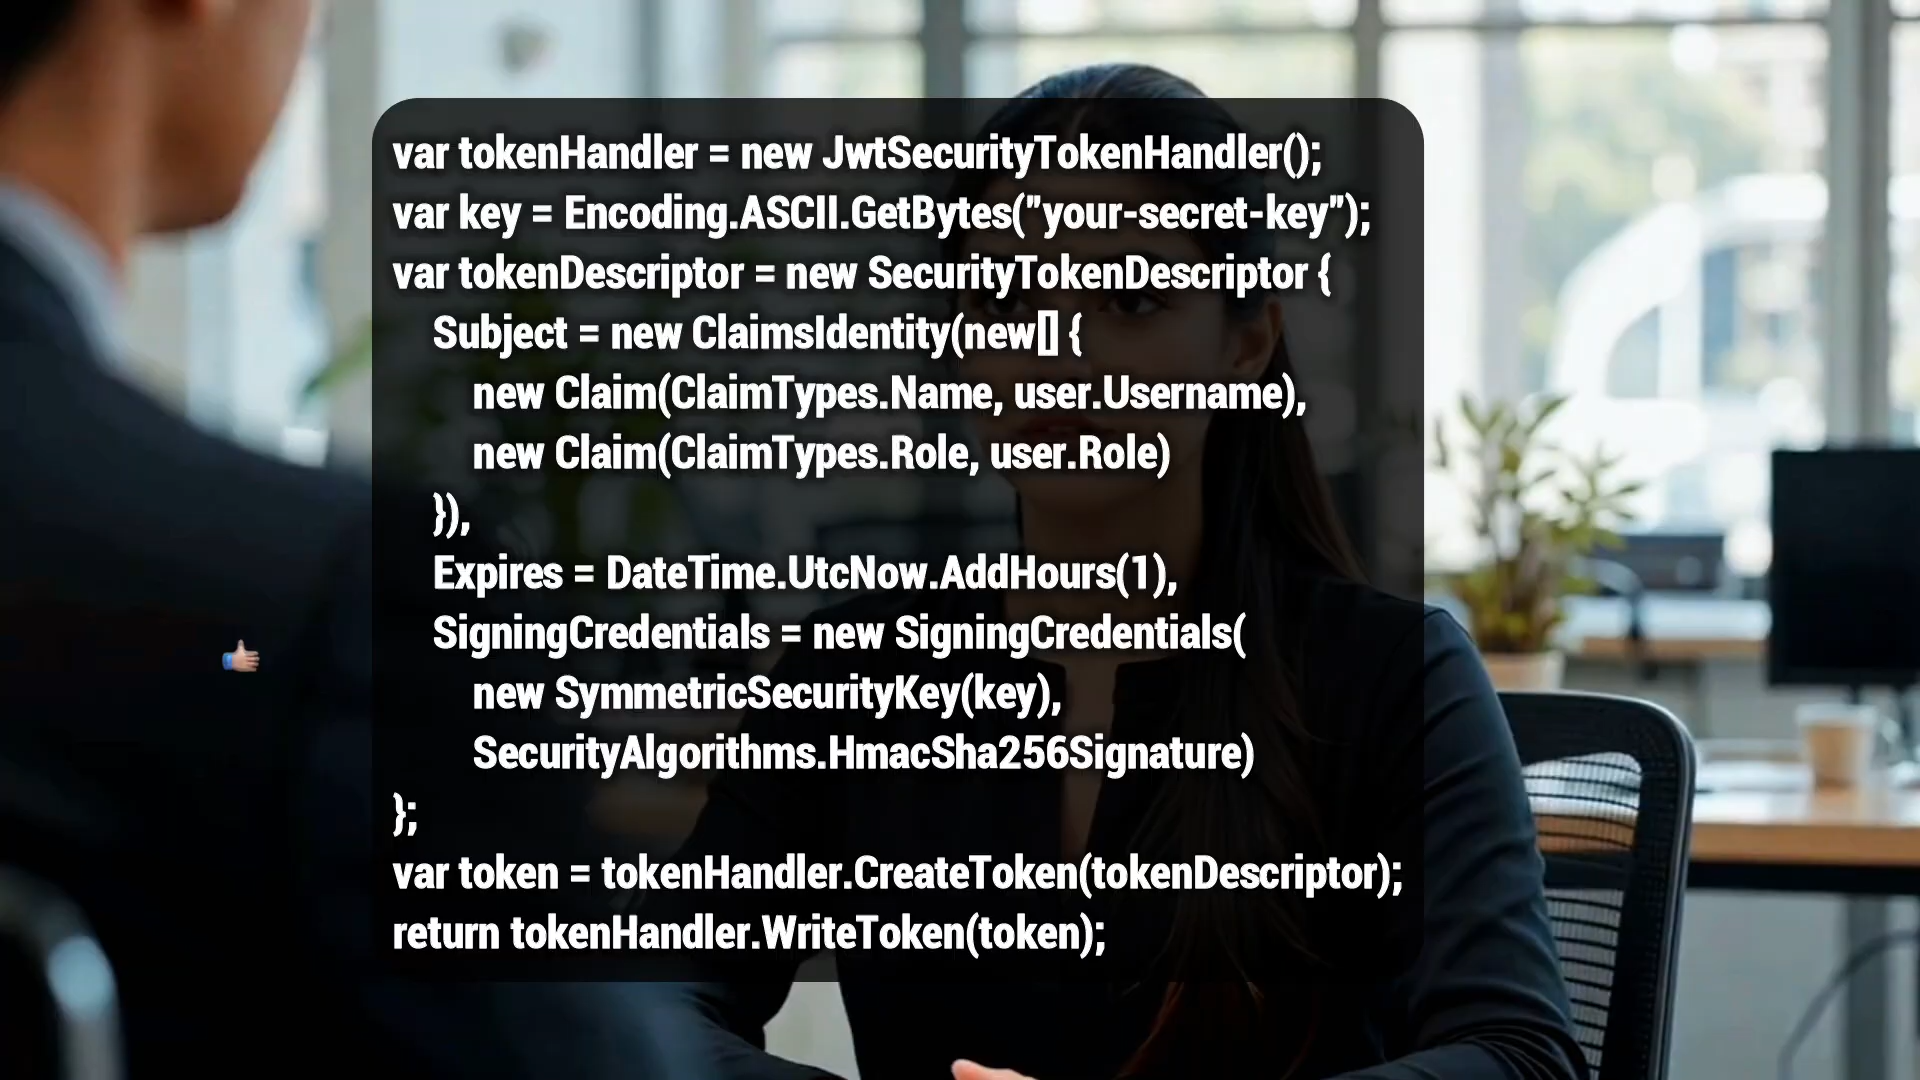 var tokenHandler = new JwtSecurityTokenHandler();
var key = Encoding.ASCII.GetBytes("your-secret-key");
var tokenDescriptor = new SecurityTokenDescriptor {
Subject = new ClaimsIdentity(new[] {
new Claim(ClaimTypes.Name, user.Username),
new Claim(ClaimTypes.Role, user.Role)
}),
Expires = DateTime.UtcNow.AddHours(1),
SigningCredentials = new SigningCredentials(
new SymmetricSecurityKey(key),
SecurityAlgorithms.HmacSha256Signature)
};
var token = tokenHandler.CreateToken(tokenDescriptor);
return tokenHandler.WriteToken(token);